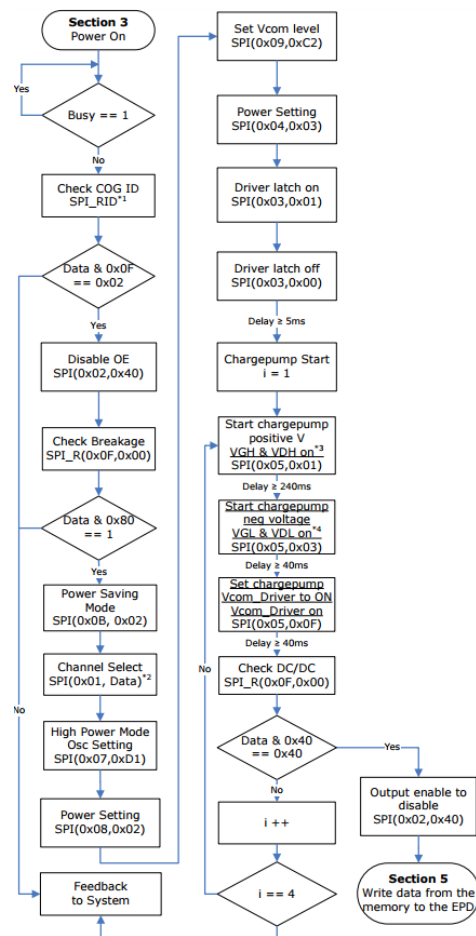 Section 3
Power On
Yes
Busy == 1
No
Check COG ID
SPI_RID*1
Data & 0x0F
== 0x02
Yes
Disable OE
SPI(0x02,0x40)
Check Breakage
SPI_R(0x0F,0x00)
Data & 0x80
== 1
Yes
Power Saving
Mode
SPI(0x0B, 0x02)
Channel Select
SPI(0x01, Data)*2
No
High Power Mode
Osc Setting
SPI(0x07,0xD1)
Power Setting
SPI(0x08,0x02)
Feedback
to System
Set Vcom level
SPI(0x09,0xC2)
Power Setting
SPI(0x04,0x03)
Driver latch on
SPI(0x03,0x01)
Driver latch off
SPI(0x03,0x00)
Delay ≥ 5ms
Chargepump Start
i = 1
Start chargepump
positive V
VGH & VDH on*3
SPI(0x05,0x01)
Delay ≥ 240ms
Start chargepump
neg voltage
VGL & VDL on*4
SPI(0x05,0x03)
Delay ≥ 40ms
Set chargepump
Vcom_Driver to ON
Vcom_Driver on
SPI(0x05,0x0F)
Delay ≥ 40ms
No
Check DC/DC
SPI_R(0x0F,0x00)
Data & 0x40
== 0x40
Yes
No
Output enable to
disable
SPI(0x02,0x40)
i ++
i == 4
Section 5
Write data from the
memory to the EPD